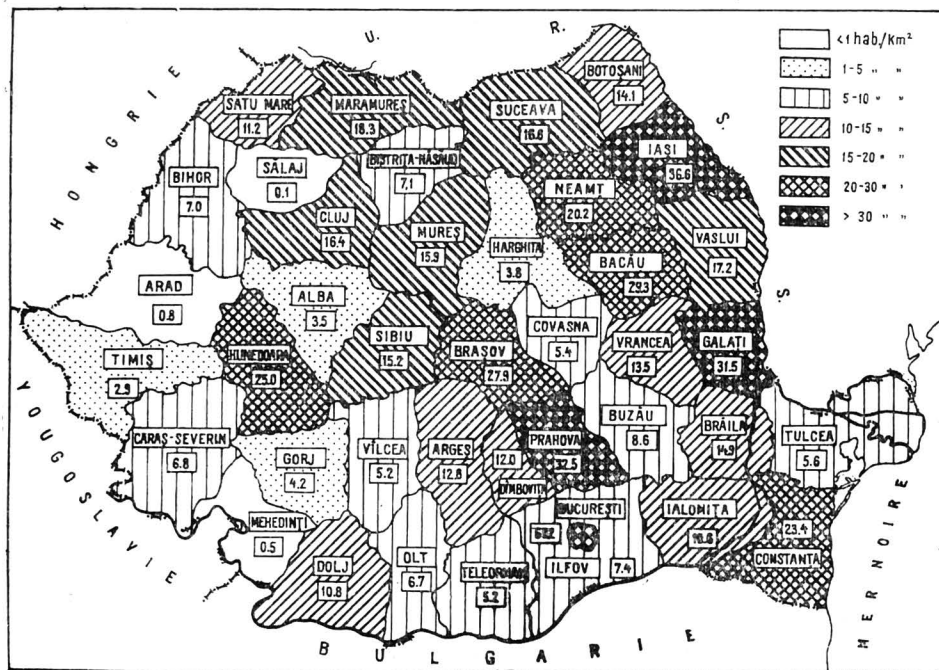 U. R. S. S.
HONGRIE
YOUGOSLAVIE
BULGARIE
MER NOIRE
<1 hab./Km²
1-5 " "
5-10 " "
10-15 " "
15-20 " "
20-30 " "
> 30 " "
BOTOSANI
14.1
SATU MARE
11.2
MARAMUREȘ
18.3
SUCEAVA
16.6
IAȘI
36.6
BISTRIȚA-NĂSĂUD
7.1
SĂLAJ
0.1
BIHOR
7.0
NEAMT
20.2
CLUJ
16.4
MUREȘ
15.9
HARGHITA
3.8
VASLUI
17.2
BACĂU
29.3
ARAD
0.8
ALBA
3.5
SIBIU
15.2
COVASNA
5.4
VRANCEA
13.5
GALAȚI
31.5
TIMIȘ
2.9
HUNEDOARA
25.0
BRAȘOV
27.9
BUZĂU
8.6
BRĂILA
14.9
TULCEA
5.6
CARAȘ-SEVERIN
6.8
GORJ
4.2
VÎLCEA
5.2
ARGEȘ
12.8
12.0
DÎMBOVIȚA
PRAHOVA
32.5
MEHEDINȚI
0.5
BUCUREȘTI
IALOMIȚA
23.4
CONSTANȚA
DOLJ
10.8
OLT
6.7
TELEORMAN
5.2
ILFOV
7.4